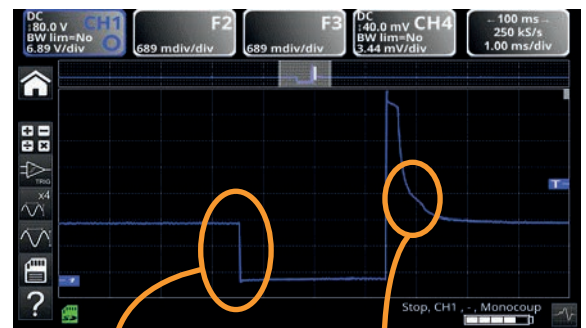 DC
:80.0 V CH1
BW lim=No
6.89 V/div
F2
689 mdiv/div
F3
689 mdiv/div
DC
:40.0 mV CH4
BW lim=No
3.44 mV/div
100 ms
250 kS/s
1.00 ms/div
TRIG
x4
T
?
Stop, CH1 , - , Monocoup